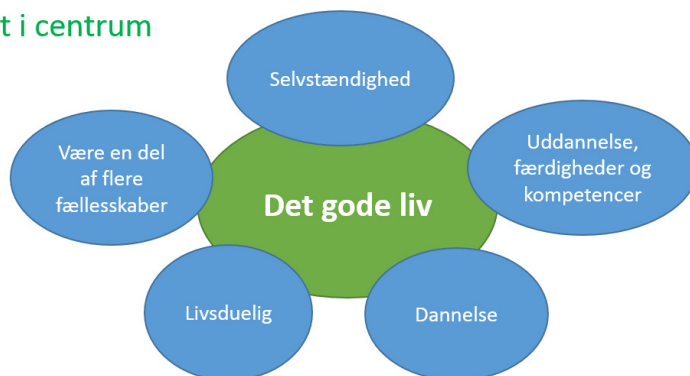 t i centrum
Selvstændighed
Være en del
af flere
fællesskaber
Uddannelse,
færdigheder og
kompetencer
Det gode liv
Livsduelig
Dannelse